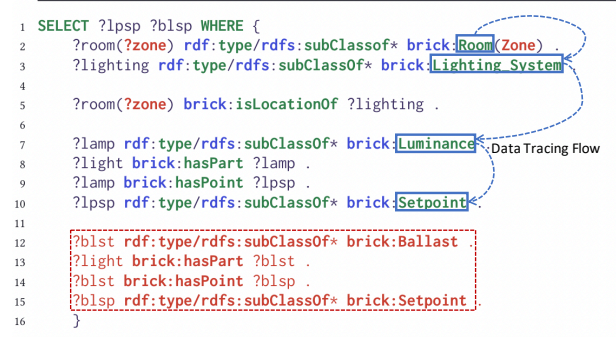 1 SELECT ?lpsp ?blsp WHERE {
2 ?room(?zone) rdf:type/rdfs:subClassof* brick:Room(Zone) .
3 ?lighting rdf:type/rdfs:subClassOf* brick:Lighting_System
4
5 ?room(?zone) brick:isLocationOf ?lighting .
6
7 ?lamp rdf:type/rdfs:subClassOf* brick:Luminance .
8 ?light brick:hasPart ?lamp .
Data Tracing Flow
9 ?lamp brick:hasPoint ?lpsp .
10 ?lpsp rdf:type/rdfs:subClassOf* brick:Setpoint .
11
12 ?blst rdf:type/rdfs:subClassOf* brick:Ballast .
13 ?light brick:hasPart ?blst .
14 ?blst brick:hasPoint ?blsp .
15 ?blsp rdf:type/rdfs:subClassOf* brick:Setpoint .
16 }